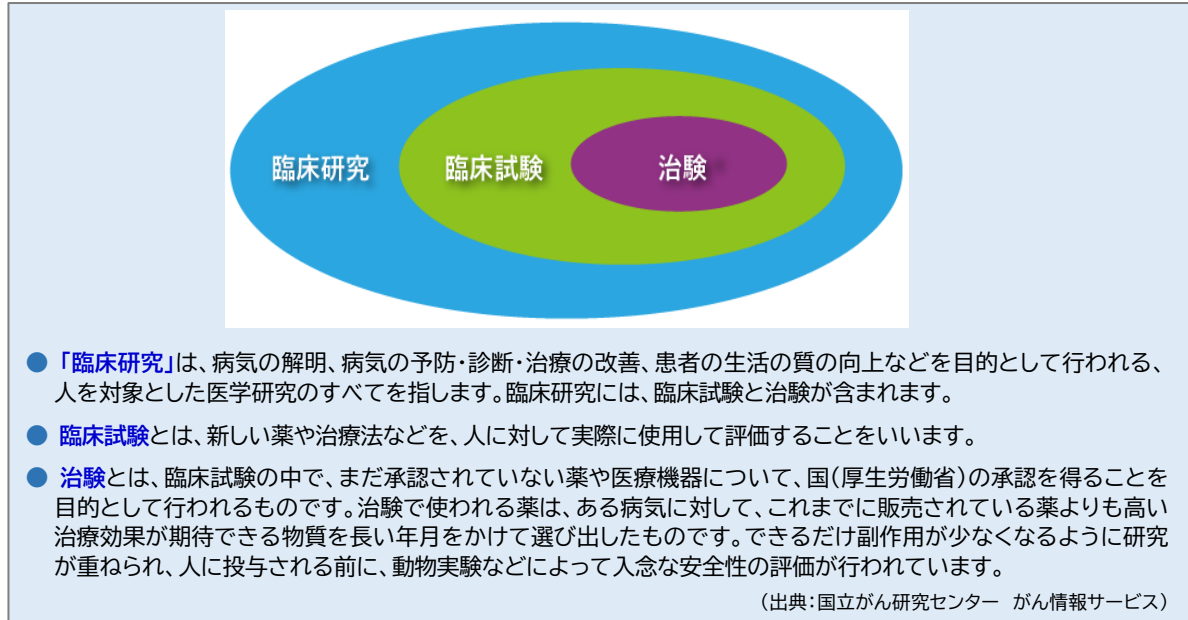 臨床研究 臨床試験 治験
● 「臨床研究」は、病気の解明、病気の予防・診断・治療の改善、患者の生活の質の向上などを目的として行われる、
人を対象とした医学研究のすべてを指します。臨床研究には、臨床試験と治験が含まれます。
● 臨床試験とは、新しい薬や治療法などを、人に対して実際に使用して評価することをいいます。
● 治験とは、臨床試験の中で、まだ承認されていない薬や医療機器について、国(厚生労働省)の承認を得ることを
目的として行われるものです。治験で使われる薬は、ある病気に対して、これまでに販売されている薬よりも高い
治療効果が期待できる物質を長い年月をかけて選び出したものです。できるだけ副作用が少なくなるように研究
が重ねられ、人に投与される前に、動物実験などによって入念な安全性の評価が行われています。
(出典:国立がん研究センター がん情報サービス)